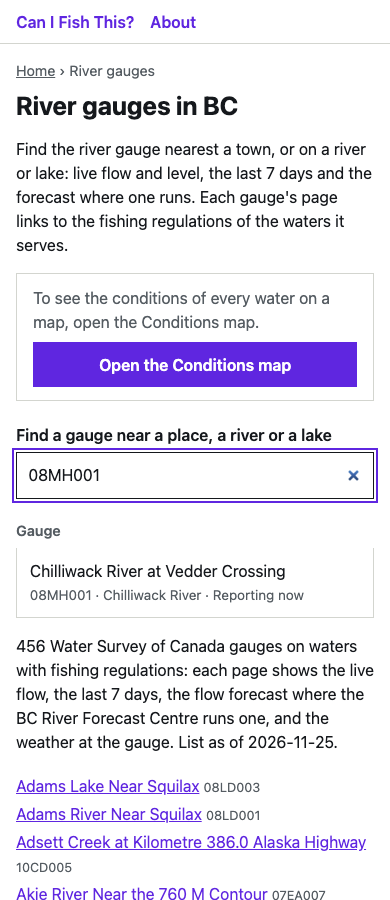 Can I Fish This? About
Home › River gauges
River gauges in BC
Find the river gauge nearest a town, or on a river
or lake: live flow and level, the last 7 days and the
forecast where one runs. Each gauge's page
links to the fishing regulations of the waters it
serves.
To see the conditions of every water on a
map, open the Conditions map.
Open the Conditions map
Find a gauge near a place, a river or a lake
08MH001 ×
Gauge
Chilliwack River at Vedder Crossing
08MH001 · Chilliwack River · Reporting now
456 Water Survey of Canada gauges on waters
with fishing regulations: each page shows the live
flow, the last 7 days, the flow forecast where the
BC River Forecast Centre runs one, and the
weather at the gauge. List as of 2026-11-25.
Adams Lake Near Squilax 08LD003
Adams River Near Squilax 08LD001
Adsett Creek at Kilometre 386.0 Alaska Highway
10CD005
Akie River Near the 760 M Contour 07EA007